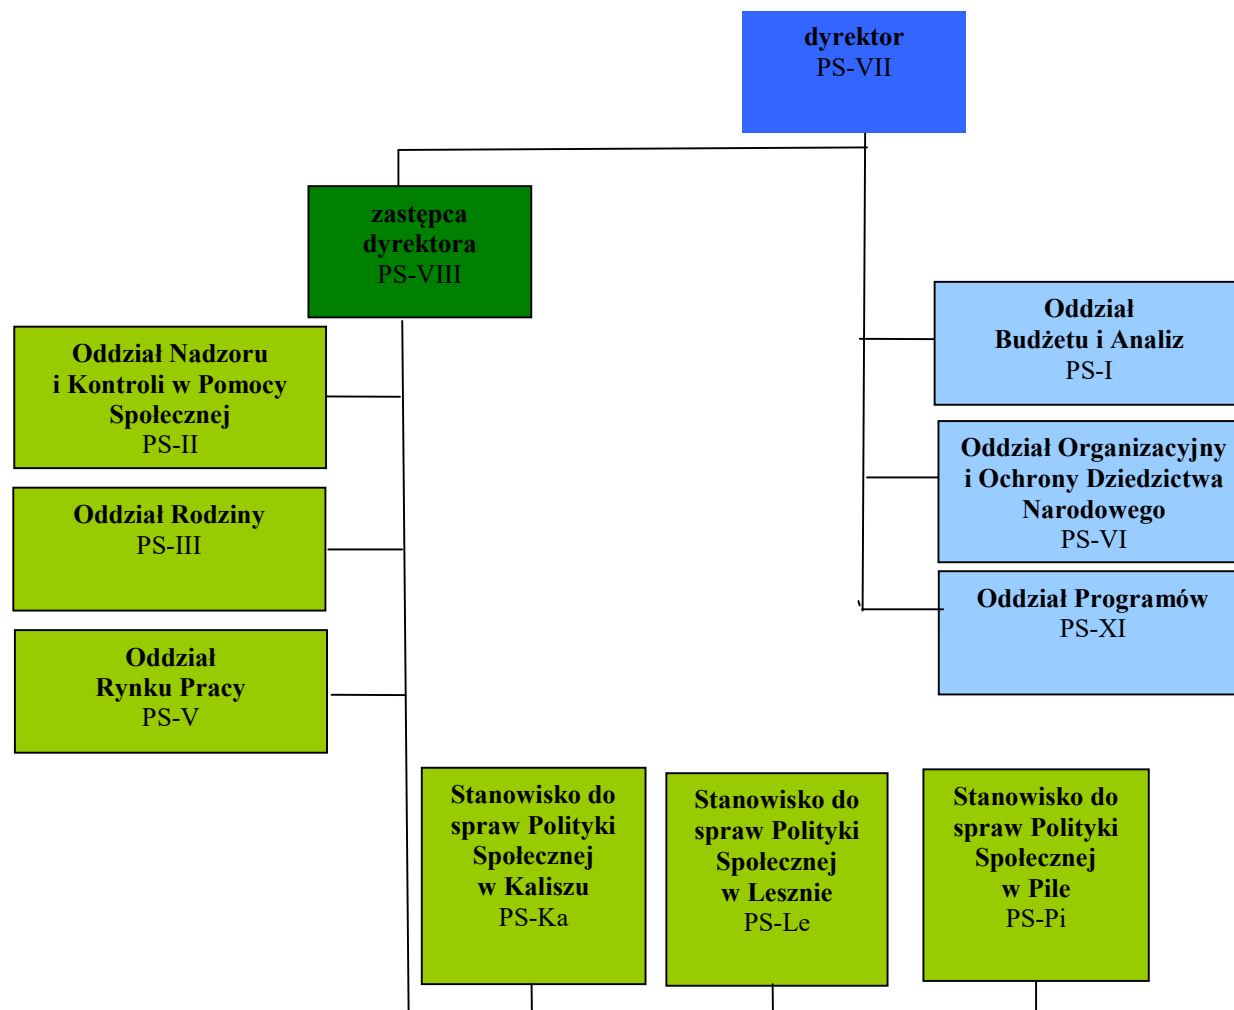 dyrektor
PS-VII
zastępca
dyrektora
PS-VIII
Oddział
Budżetu i Analiz
PS-I
Oddział Nadzoru
i Kontroli w Pomocy
Społecznej
PS-II
Oddział Organizacyjny
i Ochrony Dziedzictwa
Narodowego
PS-VI
Oddział Rodziny
PS-III
Oddział Programów
PS-XI
Oddział
Rynku Pracy
PS-V
Stanowisko do
spraw Polityki
Społecznej
w Kaliszu
PS-Ka
Stanowisko do
spraw Polityki
Społecznej
w Lesznie
PS-Le
Stanowisko do
spraw Polityki
Społecznej
w Pile
PS-Pi